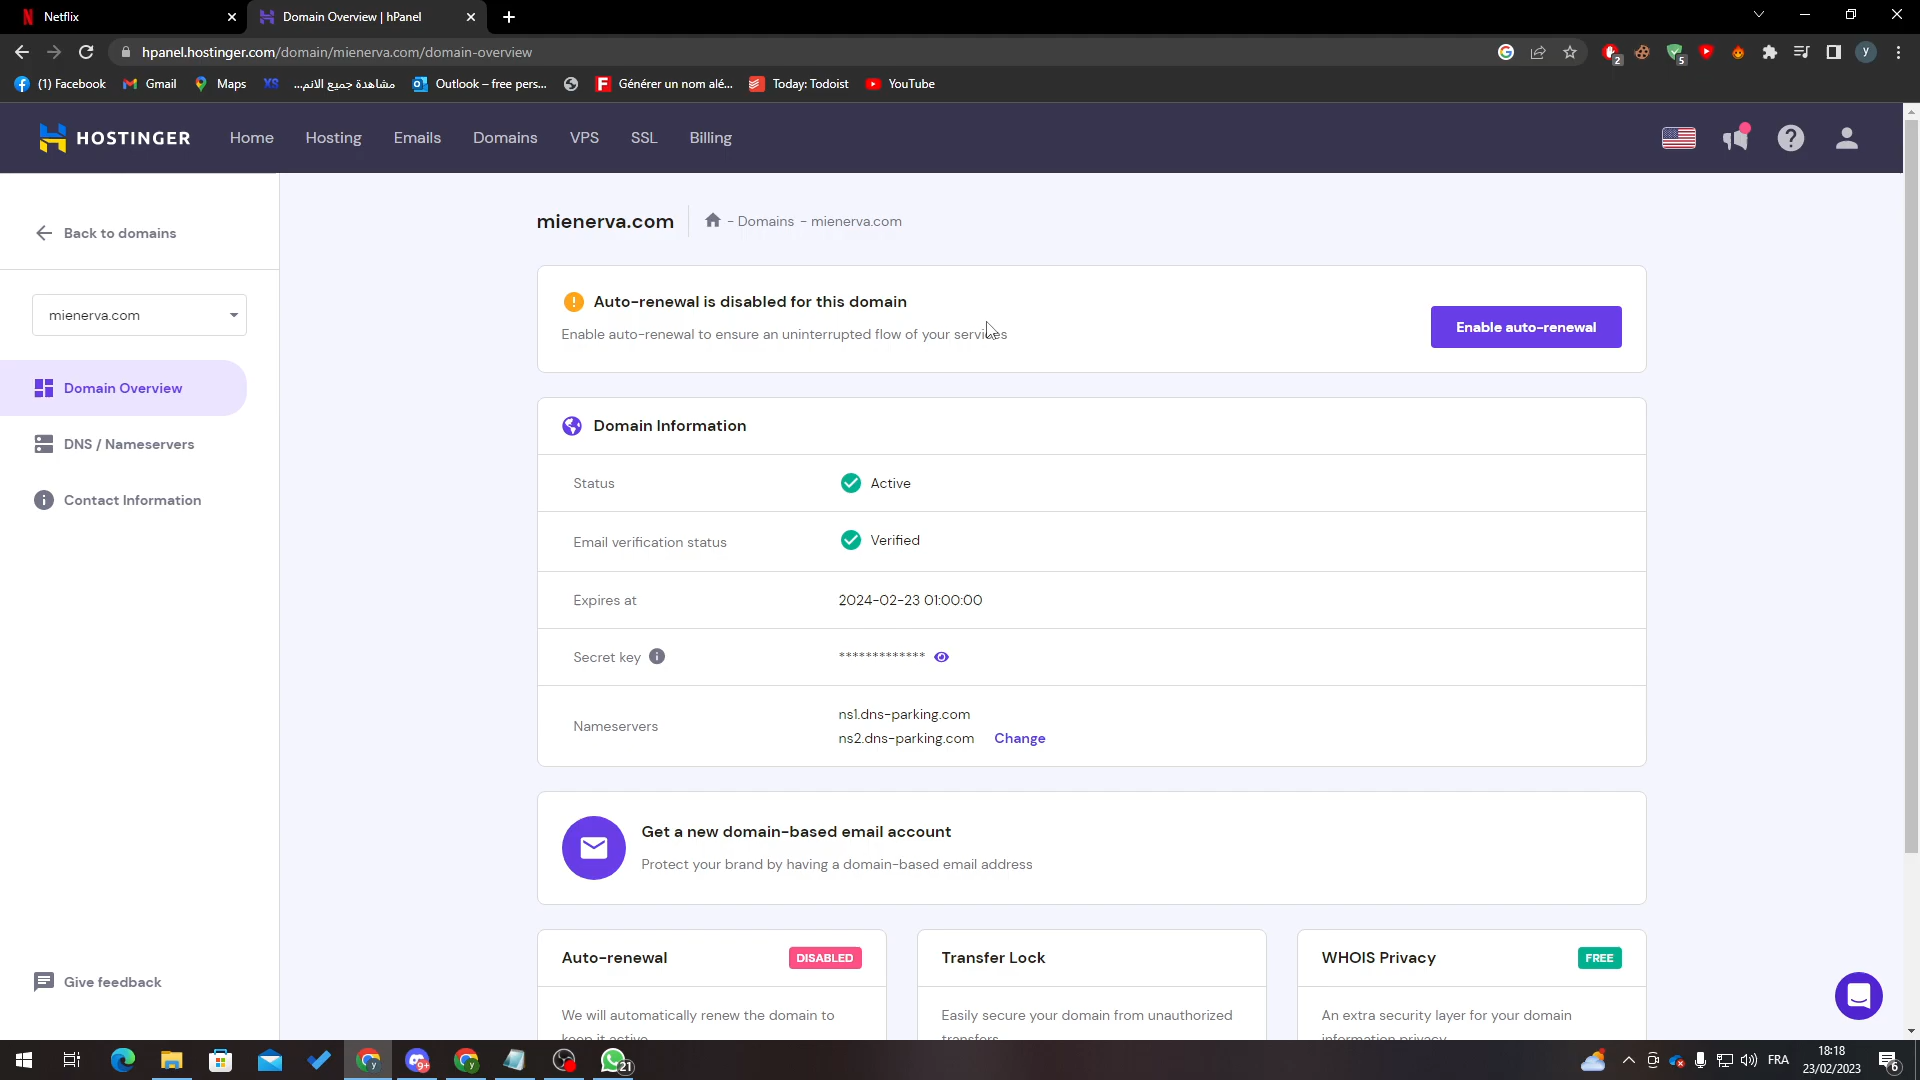 Netflix
Domain Overview | hPanel
hpanel.hostinger.com/domain/mienerva.com/domain-overview
2
5
y
(1) Facebook
Gmail
Maps
XS
مشاهدة جميع الانم...
Outlook – free pers...
Générer un nom alé...
Today: Todoist
YouTube
HOSTINGER
Home
Hosting
Emails
Domains
VPS
SSL
Billing
Back to domains
mienerva.com
Domain Overview
DNS / Nameservers
Contact Information
Give feedback
mienerva.com
- Domains - mienerva.com
Auto-renewal is disabled for this domain
Enable auto-renewal to ensure an uninterrupted flow of your services
Enable auto-renewal
Domain Information
Status
Active
Email verification status
Verified
Expires at
2024-02-23 01:00:00
Secret key
*************
Nameservers
ns1.dns-parking.com
ns2.dns-parking.com Change
Get a new domain-based email account
Protect your brand by having a domain-based email address
Auto-renewal
DISABLED
We will automatically renew the domain to
keep it active
Transfer Lock
Easily secure your domain from unauthorized
transfers
WHOIS Privacy
FREE
An extra security layer for your domain
information privacy
9+
21
FRA
18:18
23/02/2023
6